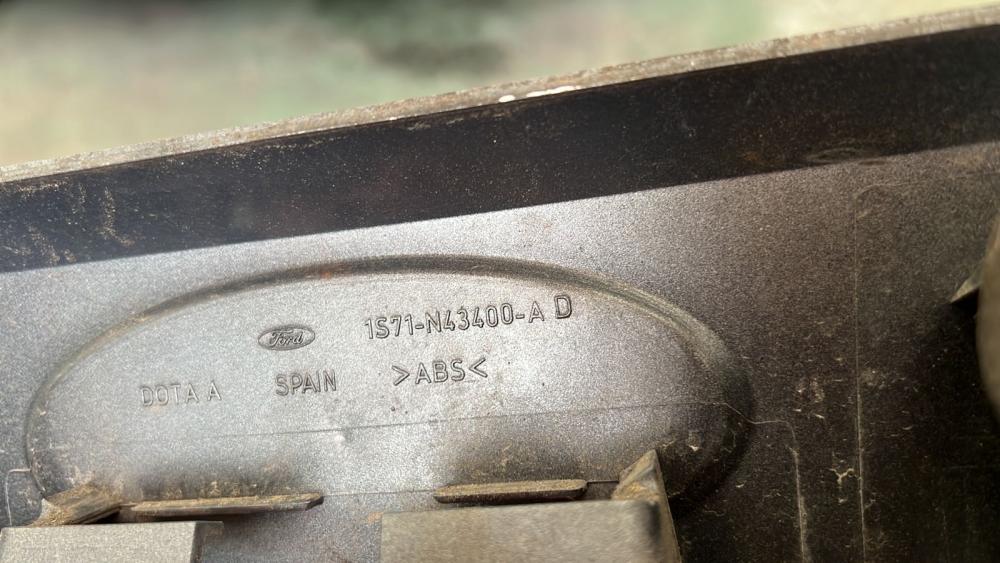 Ford 1S71-N43400-A D
DOTA A SPAIN >ABS<